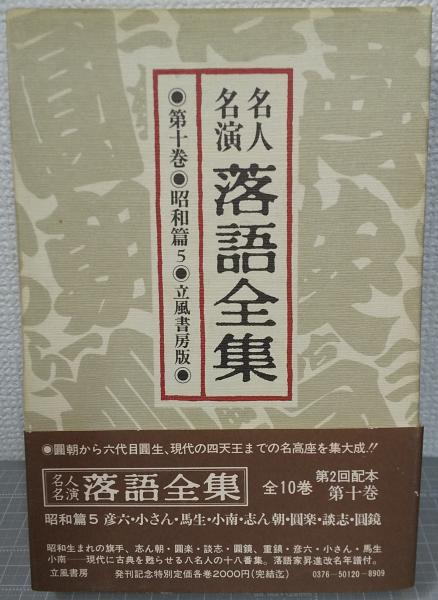 名人
名演
落語全集
◉第十巻◉昭和篇5◉立風書房版◉
◉圓朝から六代目圓生、現代の四天王までの名高座を集大成!!
名人
名演
落語全集
全10巻
第2回配本
第十巻
昭和篇5 彦六・小さん・馬生・小南・志ん朝・圓楽・談志・圓鏡
昭和生まれの旗手、志ん朝・圓楽・談志・圓鏡、重鎮・彦六・小さん・馬生
小南──現代に古典を甦らせる八名人の十八番集。落語家昇進改名年譜付。
立風書房
発刊記念特別定価各巻2000円(完結迄)
0376-50120-8909